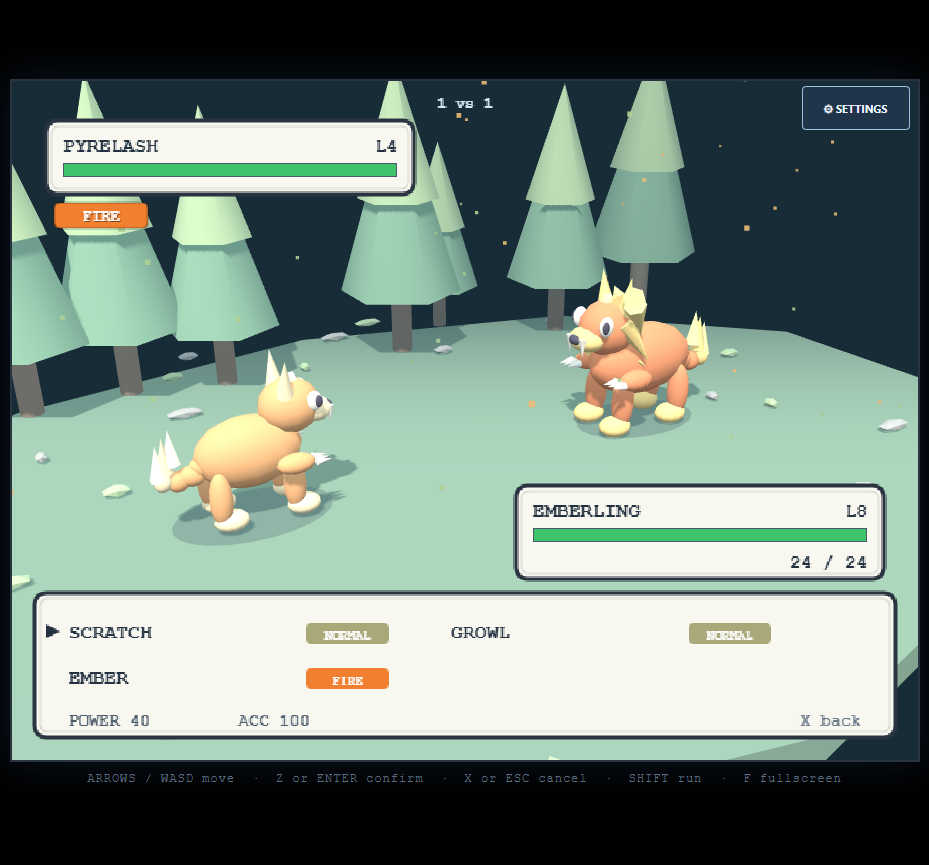 1 vs 1
⚙ SETTINGS
PYRELASH L4
FIRE
EMBERLING L8
24 / 24
► SCRATCH NORMAL GROWL NORMAL
EMBER FIRE
POWER 40 ACC 100 X back
ARROWS / WASD move · Z or ENTER confirm · X or ESC cancel · SHIFT run · F fullscreen